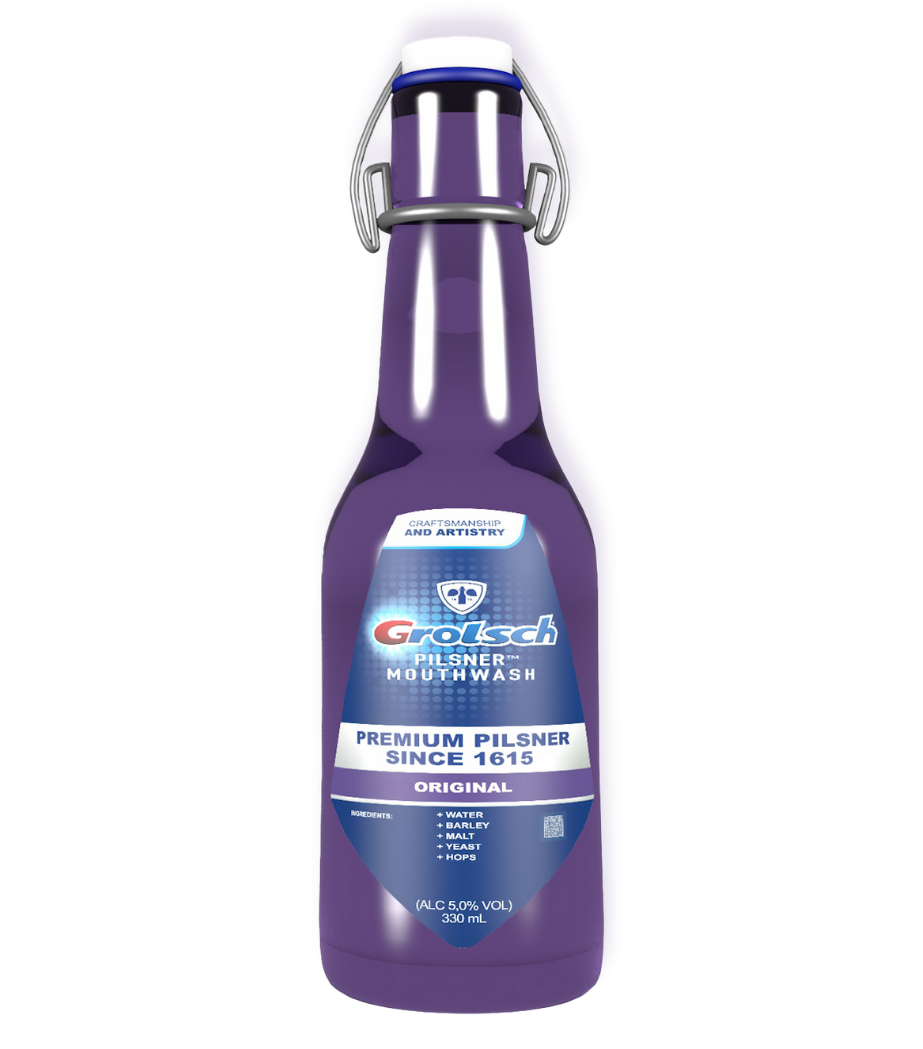 CRAFTSMANSHIP
AND ARTISTRY
Grolsch
PILSNER™
MOUTHWASH
PREMIUM PILSNER
SINCE 1615
ORIGINAL
INGREDIENTS:
+ WATER
+ BARLEY
+ MALT
+ YEAST
+ HOPS
(ALC 5,0% VOL)
330 mL